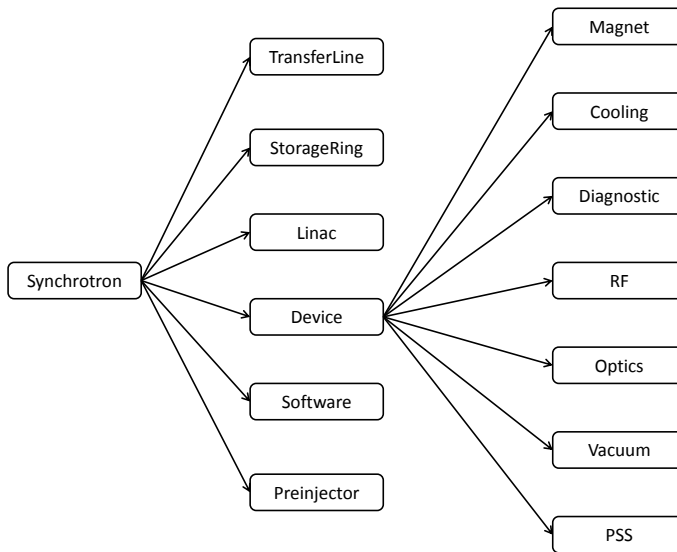 Synchrotron
TransferLine
StorageRing
Linac
Device
Software
Preinjector
Magnet
Cooling
Diagnostic
RF
Optics
Vacuum
PSS